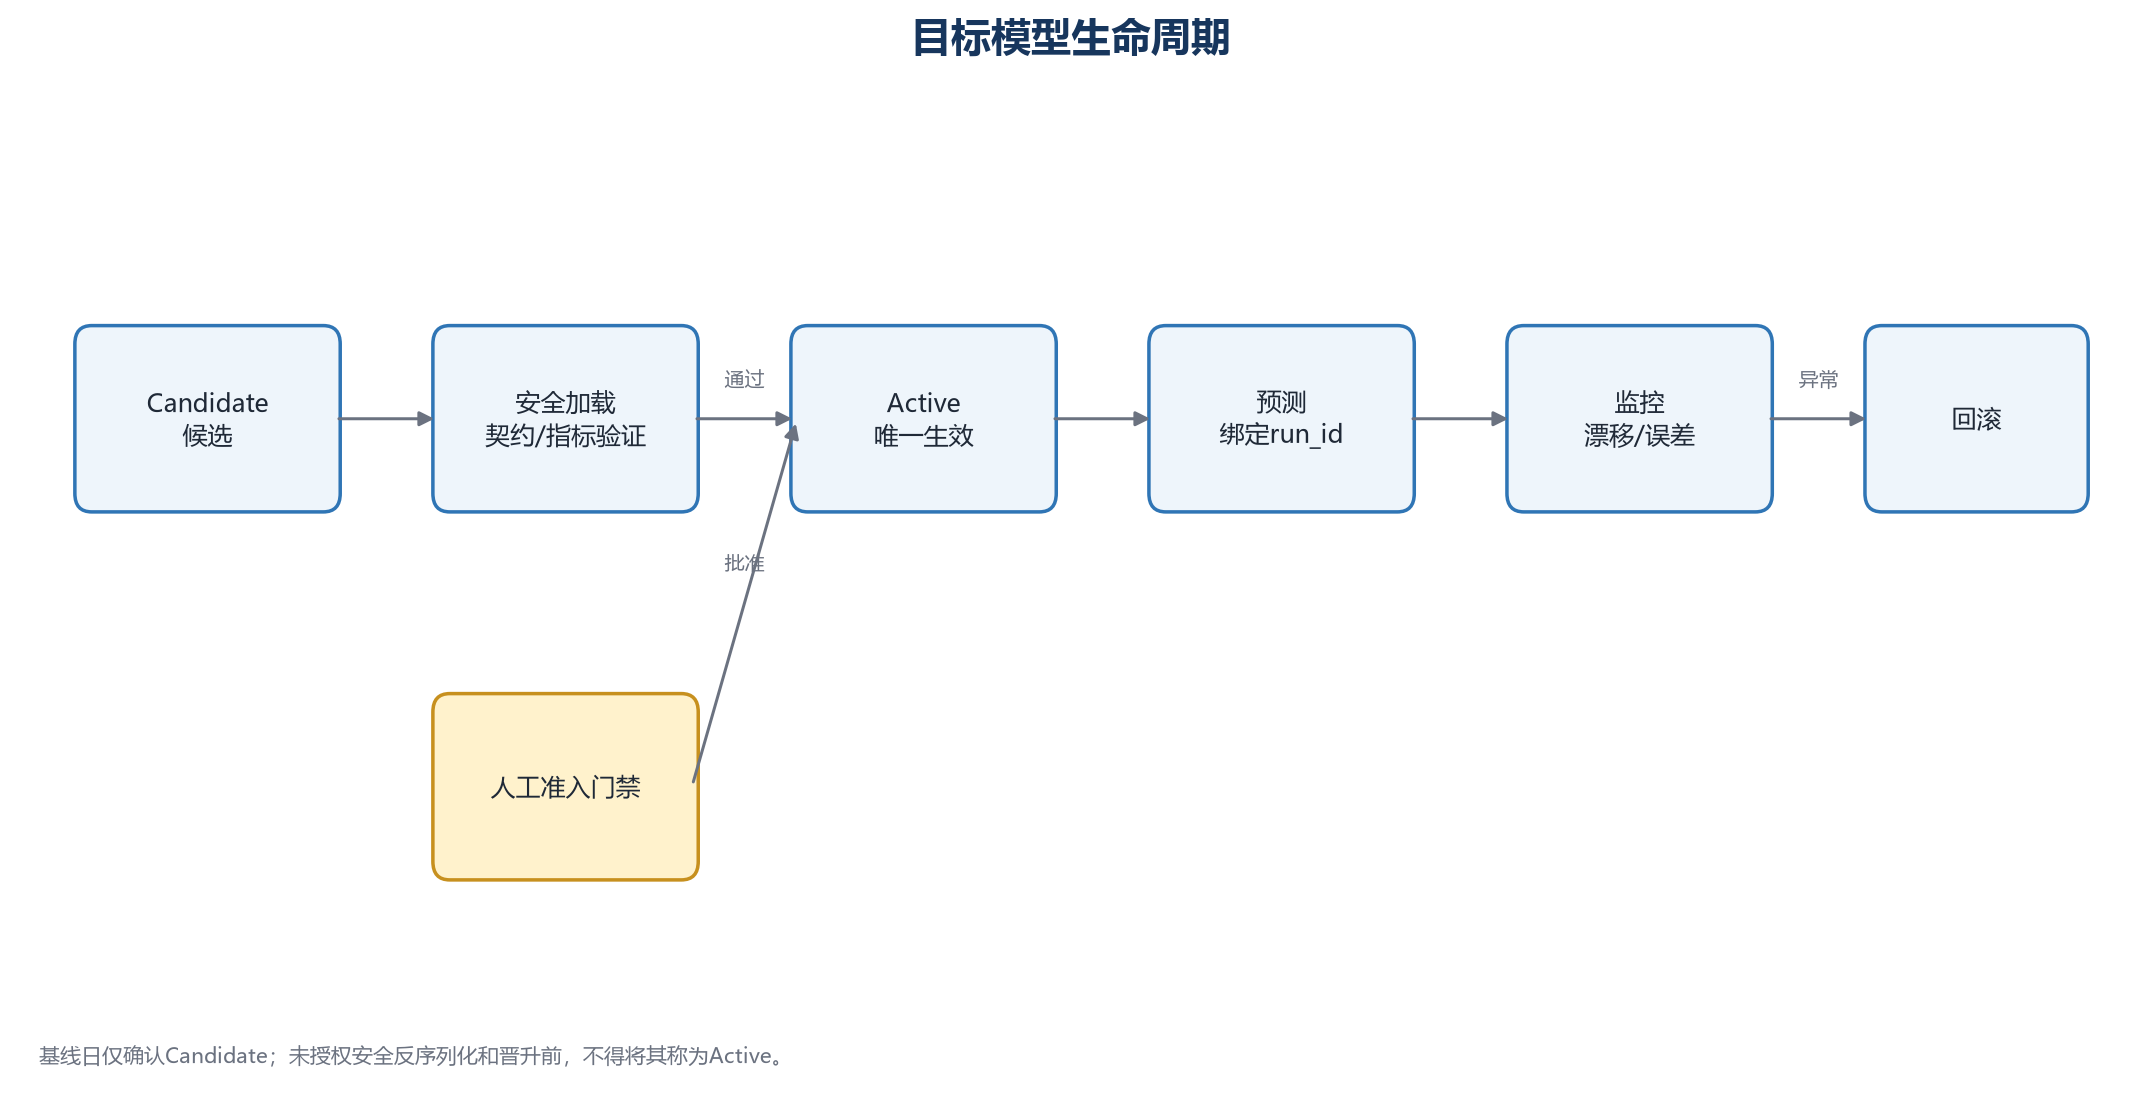 目标模型生命周期
Candidate
候选
安全加载
契约/指标验证
通过
Active
唯一生效
预测
绑定run_id
监控
漂移/误差
异常
回滚
批准
人工准入门禁
基线日仅确认Candidate；未授权安全反序列化和晋升前，不得将其称为Active。